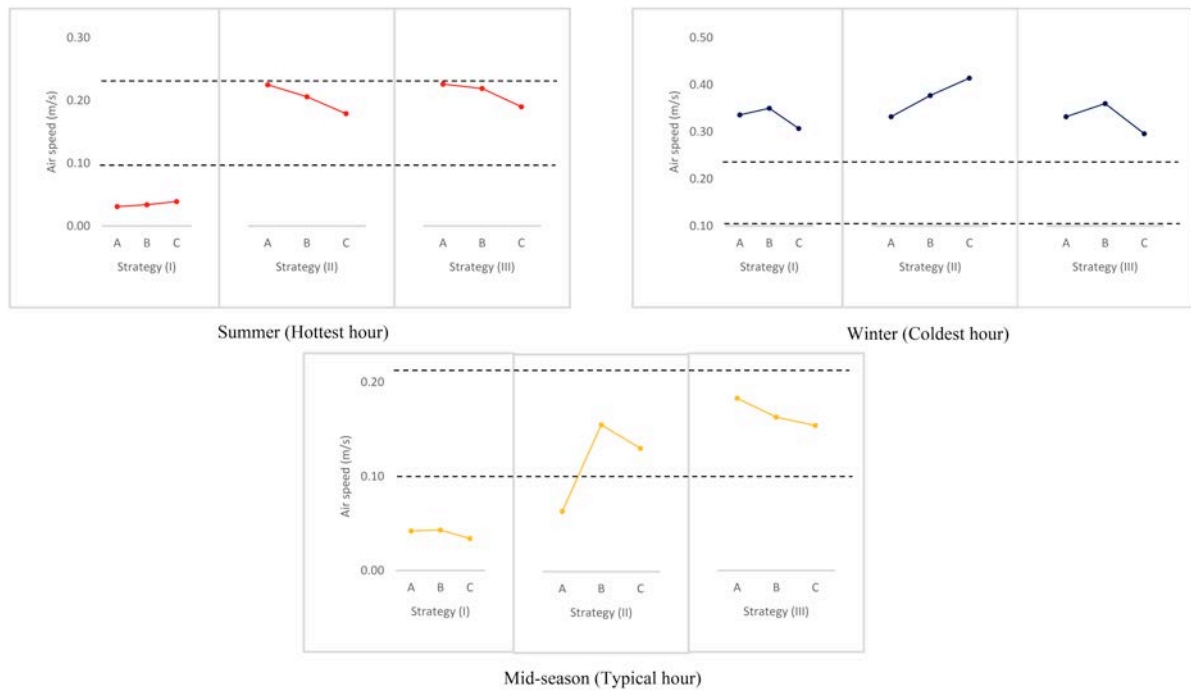 0.30
0.20
0.10
0.00
Air speed (m/s)
A B C
Strategy (I)
A B C
Strategy (II)
A B C
Strategy (III)
Summer (Hottest hour)
0.50
0.40
0.30
0.20
0.10
Air speed (m/s)
A B C
Strategy (I)
A B C
Strategy (II)
A B C
Strategy (III)
Winter (Coldest hour)
0.20
0.10
0.00
Air speed (m/s)
A B C
Strategy (I)
A B C
Strategy (II)
A B C
Strategy (III)
Mid-season (Typical hour)